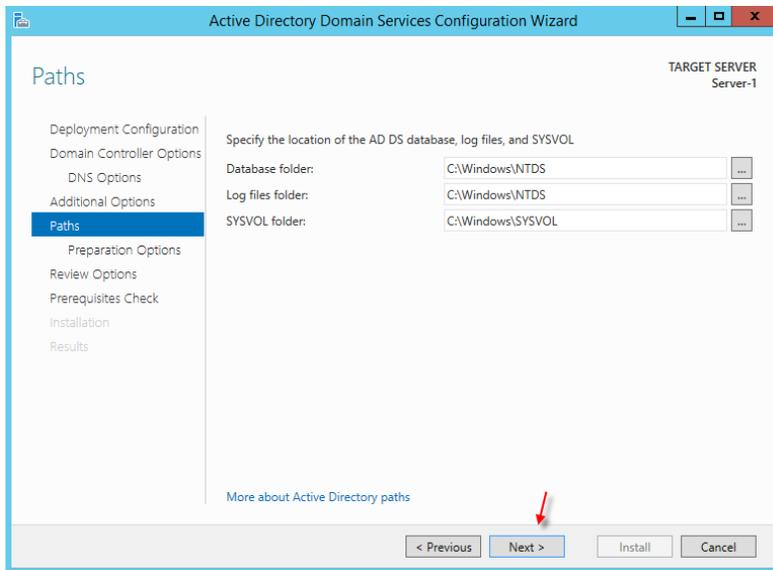 Active Directory Domain Services Configuration Wizard
Paths
TARGET SERVER
Server-1
Deployment Configuration
Domain Controller Options
DNS Options
Additional Options
Paths
Preparation Options
Review Options
Prerequisites Check
Installation
Results
Specify the location of the AD DS database, log files, and SYSVOL
Database folder: C:\Windows\NTDS ...
Log files folder: C:\Windows\NTDS ...
SYSVOL folder: C:\Windows\SYSVOL ...
More about Active Directory paths
< Previous Next > Install Cancel